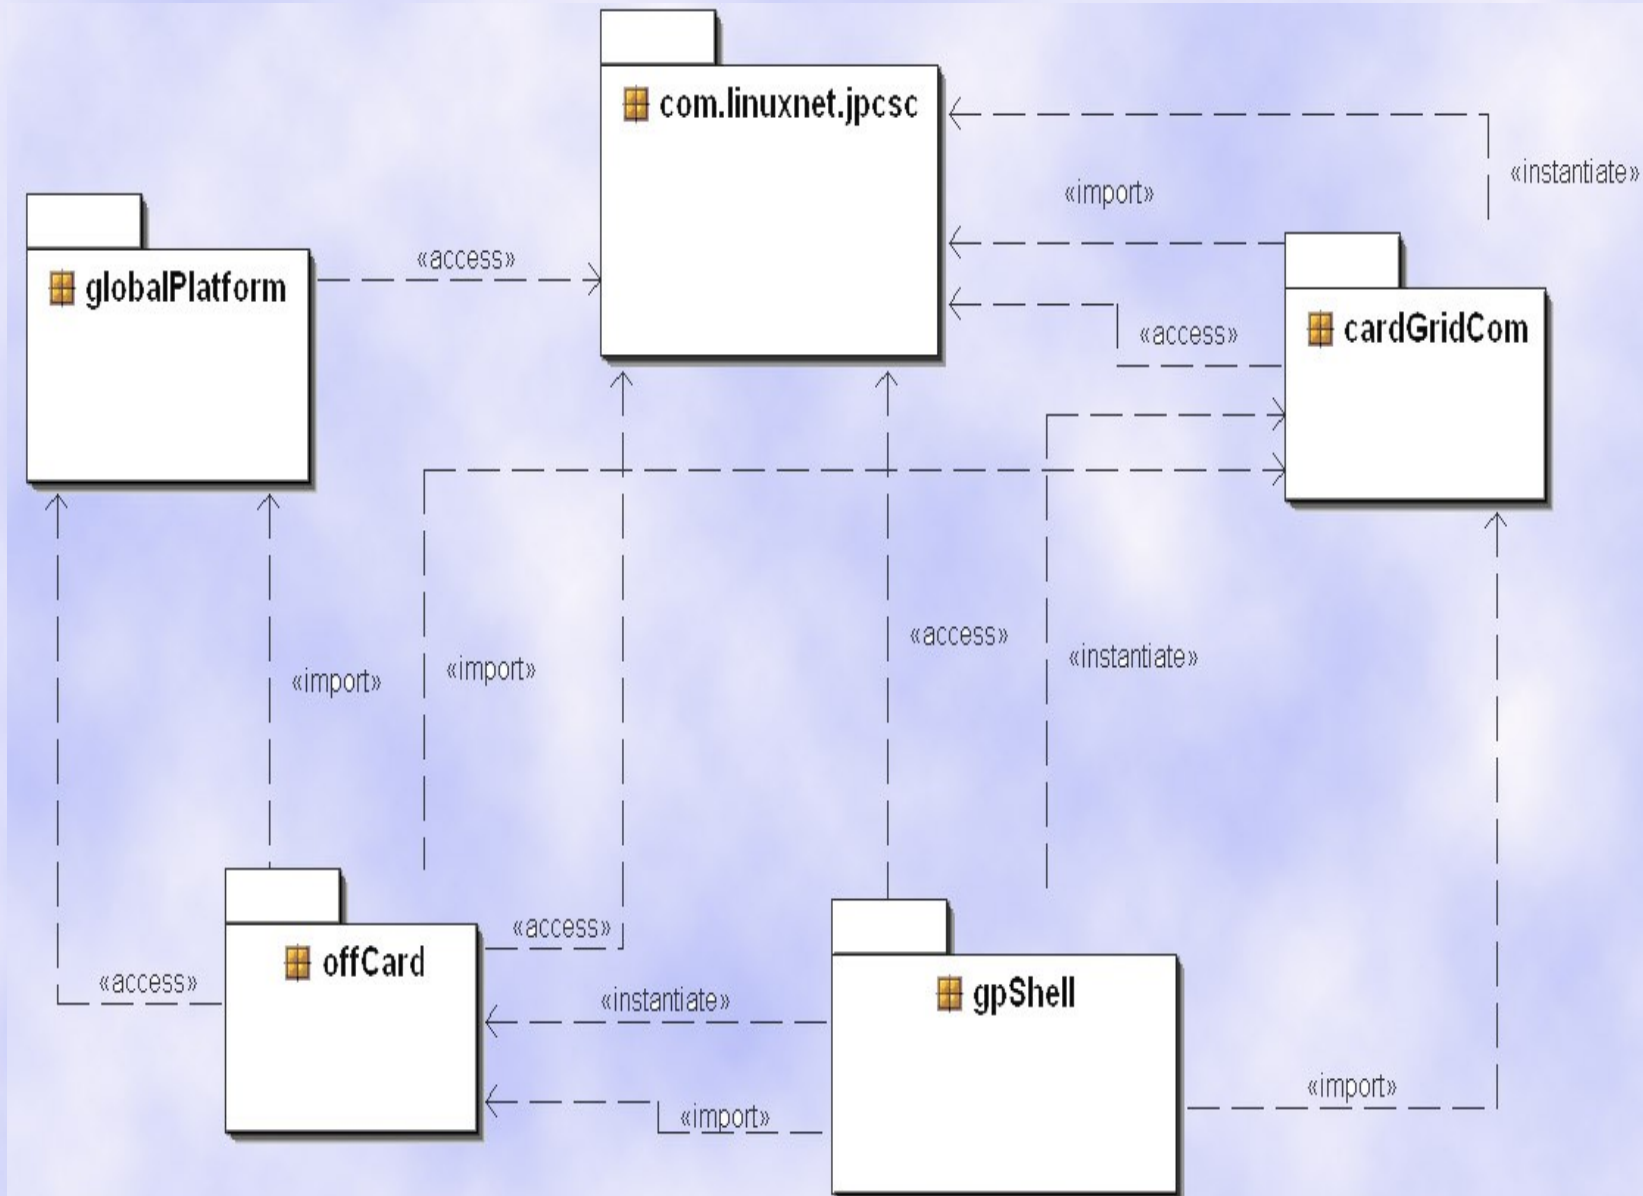 com.linuxnet.jpcsc
«instantiate»
«import»
«access»
globalPlatform
cardGridCom
«access»
«access»
«instantiate»
«import»
«import»
«access»
offCard
«access»
gpShell
«instantiate»
«import»
«import»